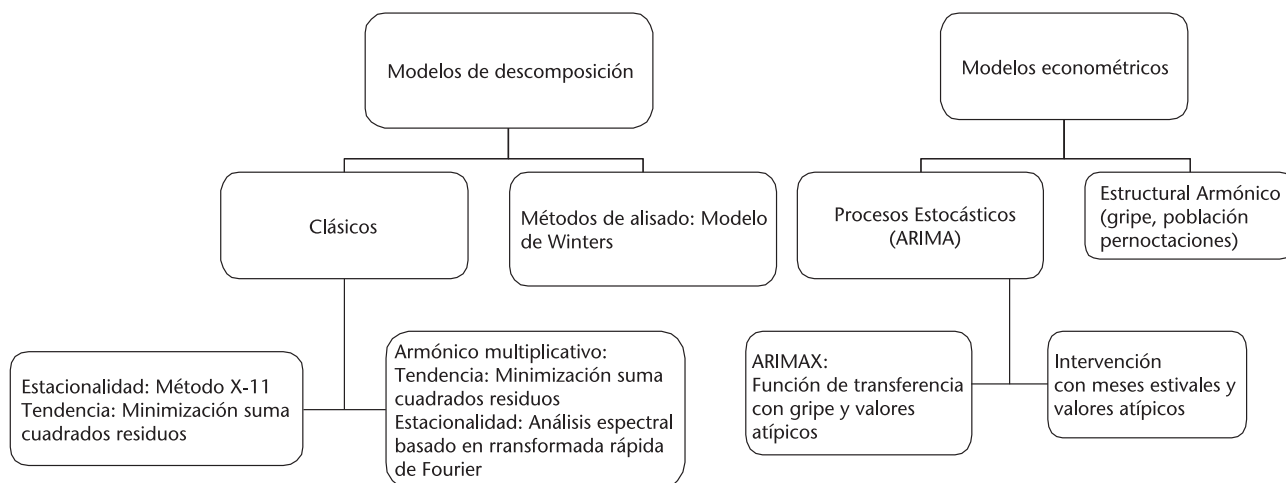 Modelos de descomposición
Modelos econométricos
Clásicos
Métodos de alisado: Modelo
de Winters
Procesos Estocásticos
(ARIMA)
Estructural Armónico
(gripe, población
pernoctaciones)
Estacionalidad: Método X-11
Tendencia: Minimización suma
cuadrados residuos
Armónico multiplicativo:
Tendencia: Minimización suma
cuadrados residuos
Estacionalidad: Análisis espectral
basado en rransformada rápida
de Fourier
ARIMAX:
Función de transferencia
con gripe y valores
atípicos
Intervención
con meses estivales y
valores atípicos